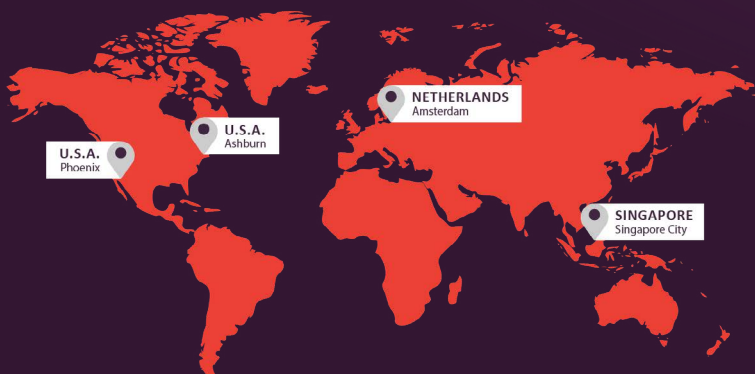 NETHERLANDS
Amsterdam
U.S.A.
Ashburn
U.S.A.
Phoenix
SINGAPORE
Singapore City